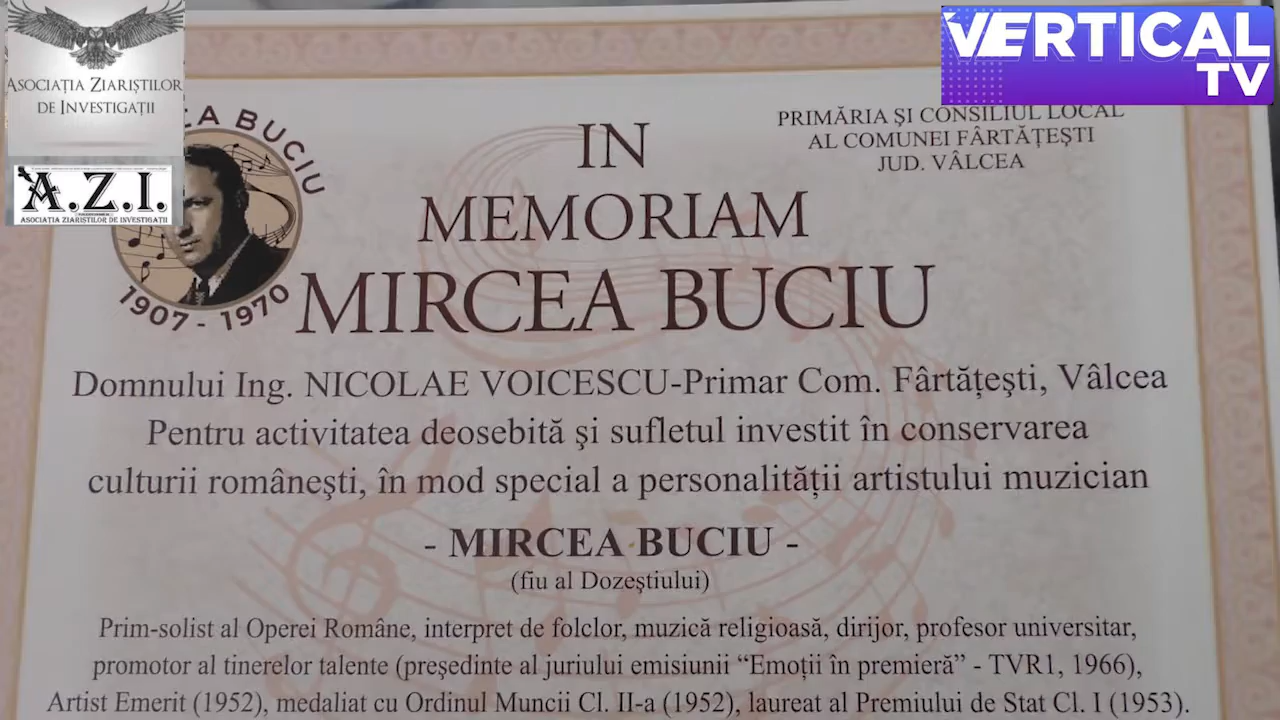 ASOCIAȚIA ZIARIȘTILOR
DE INVESTIGAȚII
A.Z.I.
ASOCIAȚIA ZIARIȘTILOR DE INVESTIGAȚII
VERTICAL
TV
EA BUCIU
1907 - 1970
PRIMĂRIA ŞI CONSILIUL LOCAL
AL COMUNEI FÂRTĂŢEŞTI
JUD. VÂLCEA
IN
MEMORIAM
MIRCEA BUCIU
Domnului Ing. NICOLAE VOICESCU-Primar Com. Fârtăţeşti, Vâlcea
Pentru activitatea deosebită şi sufletul investit în conservarea
culturii româneşti, în mod special a personalităţii artistului muzician
- MIRCEA BUCIU -
(fiu al Dozeştiului)
Prim-solist al Operei Române, interpret de folclor, muzică religioasă, dirijor, profesor universitar,
promotor al tinerelor talente (preşedinte al juriului emisiunii “Emoţii în premieră” - TVR1, 1966),
Artist Emerit (1952), medaliat cu Ordinul Muncii Cl. II-a (1952), laureat al Premiului de Stat Cl. I (1953).